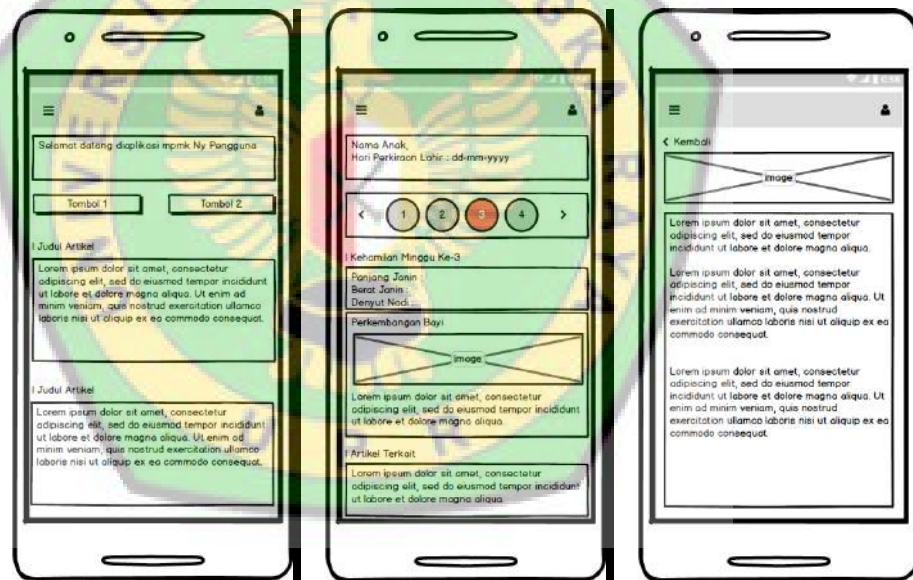 Selamat datang diaplikasi mpmk Ny Pengguna
Tombol 1
Tombol 2
| Judul Artikel
Lorem ipsum dolor sit amet, consectetur
adipiscing elit, sed do eiusmod tempor incididunt
ut labore et dolore magna aliqua. Ut enim ad
minim veniam, quis nostrud exercitation ullamco
laboris nisi ut aliquip ex ea commodo consequat.
| Judul Artikel
Lorem ipsum dolor sit amet, consectetur
adipiscing elit, sed do eiusmod tempor incididunt
ut labore et dolore magna aliqua. Ut enim ad
minim veniam, quis nostrud exercitation ullamco
laboris nisi ut aliquip ex ea commodo consequat.
Nama Anak,
Hari Perkiraan Lahir : dd-mm-yyyy
< 1 2 3 4 >
| Kehamilan Minggu Ke-3
Panjang Janin :
Berat Janin :
Denyut Nadi :
Perkembangan Bayi
image
Lorem ipsum dolor sit amet, consectetur
adipiscing elit, sed do eiusmod tempor incididunt
ut labore et dolore magna aliqua.
| Artikel Terkait
Lorem ipsum dolor sit amet, consectetur
adipiscing elit, sed do eiusmod tempor incididunt
ut labore et dolore magna aliqua.
< Kembali
image
Lorem ipsum dolor sit amet, consectetur
adipiscing elit, sed do eiusmod tempor
incididunt ut labore et dolore magna aliqua.
Lorem ipsum dolor sit amet, consectetur
adipiscing elit, sed do eiusmod tempor
incididunt ut labore et dolore magna aliqua. Ut
enim ad minim veniam, quis nostrud
exercitation ullamco laboris nisi ut aliquip ex ea
commodo consequat.
Lorem ipsum dolor sit amet, consectetur
adipiscing elit, sed do eiusmod tempor
incididunt ut labore et dolore magna aliqua. Ut
enim ad minim veniam, quis nostrud
exercitation ullamco laboris nisi ut aliquip ex ea
commodo consequat.